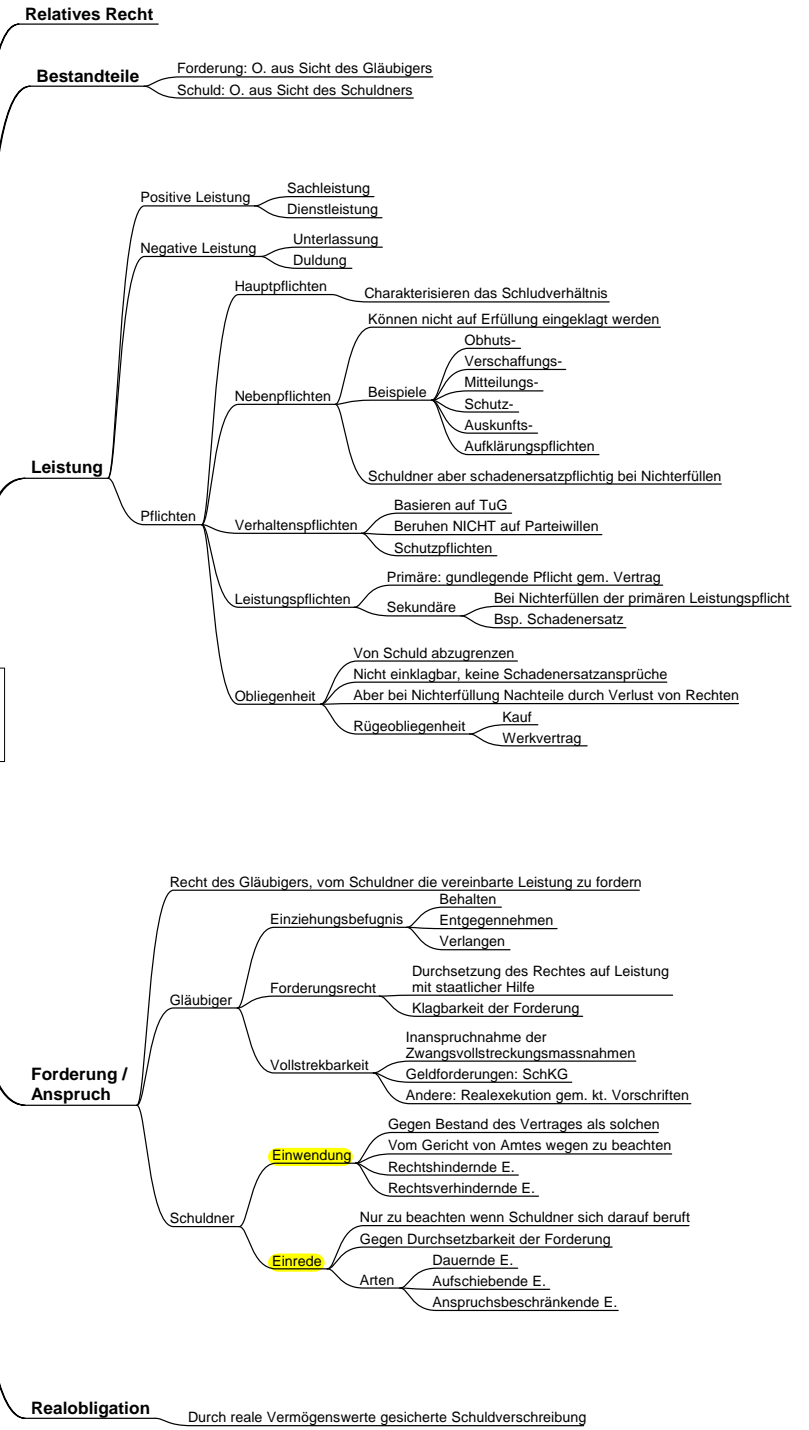 Relatives Recht
Bestandteile
Forderung: O. aus Sicht des Gläubigers
Schuld: O. aus Sicht des Schuldners
Leistung
Positive Leistung
Sachleistung
Dienstleistung
Negative Leistung
Unterlassung
Duldung
Pflichten
Hauptpflichten
Charakterisieren das Schludverhältnis
Nebenpflichten
Können nicht auf Erfüllung eingeklagt werden
Beispiele
Obhuts-
Verschaffungs-
Mitteilungs-
Schutz-
Auskunfts-
Aufklärungspflichten
Schuldner aber schadenersatzpflichtig bei Nichterfüllen
Verhaltenspflichten
Basieren auf TuG
Beruhen NICHT auf Parteiwillen
Schutzpflichten
Leistungspflichten
Primäre: gundlegende Pflicht gem. Vertrag
Sekundäre
Bei Nichterfüllen der primären Leistungspflicht
Bsp. Schadenersatz
Obliegenheit
Von Schuld abzugrenzen
Nicht einklagbar, keine Schadenersatzansprüche
Aber bei Nichterfüllung Nachteile durch Verlust von Rechten
Rügeobliegenheit
Kauf
Werkvertrag
Forderung /
Anspruch
Recht des Gläubigers, vom Schuldner die vereinbarte Leistung zu fordern
Gläubiger
Einziehungsbefugnis
Behalten
Entgegennehmen
Verlangen
Forderungsrecht
Durchsetzung des Rechtes auf Leistung
mit staatlicher Hilfe
Klagbarkeit der Forderung
Vollstrekbarkeit
Inanspruchnahme der
Zwangsvollstreckungsmassnahmen
Geldforderungen: SchKG
Andere: Realexekution gem. kt. Vorschriften
Schuldner
Einwendung
Gegen Bestand des Vertrages als solchen
Vom Gericht von Amtes wegen zu beachten
Rechtshindernde E.
Rechtsverhindernde E.
Einrede
Nur zu beachten wenn Schuldner sich darauf beruft
Gegen Durchsetzbarkeit der Forderung
Arten
Dauernde E.
Aufschiebende E.
Anspruchsbeschränkende E.
Realobligation
Durch reale Vermögenswerte gesicherte Schuldverschreibung